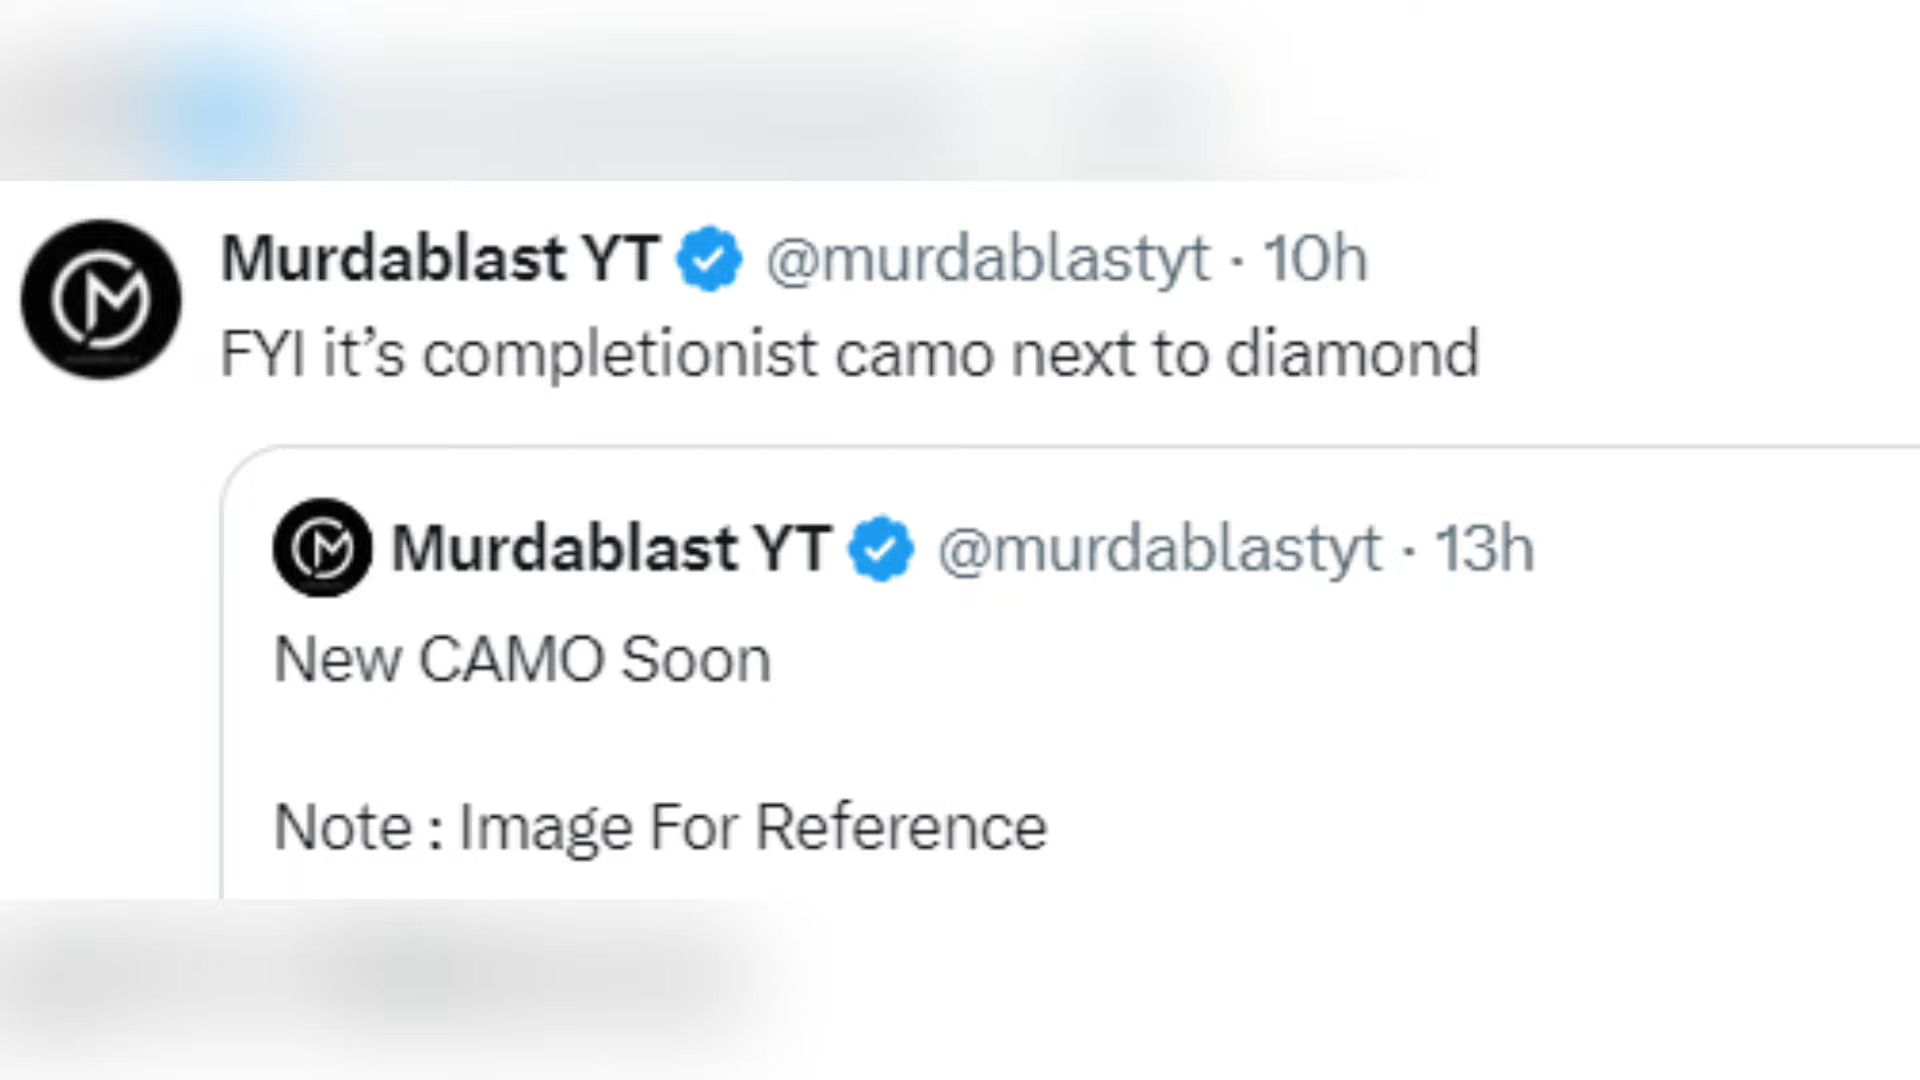 Murdablast YT @murdablastyt · 10h
FYI it’s completionist camo next to diamond
Murdablast YT @murdablastyt · 13h
New CAMO Soon
Note : Image For Reference